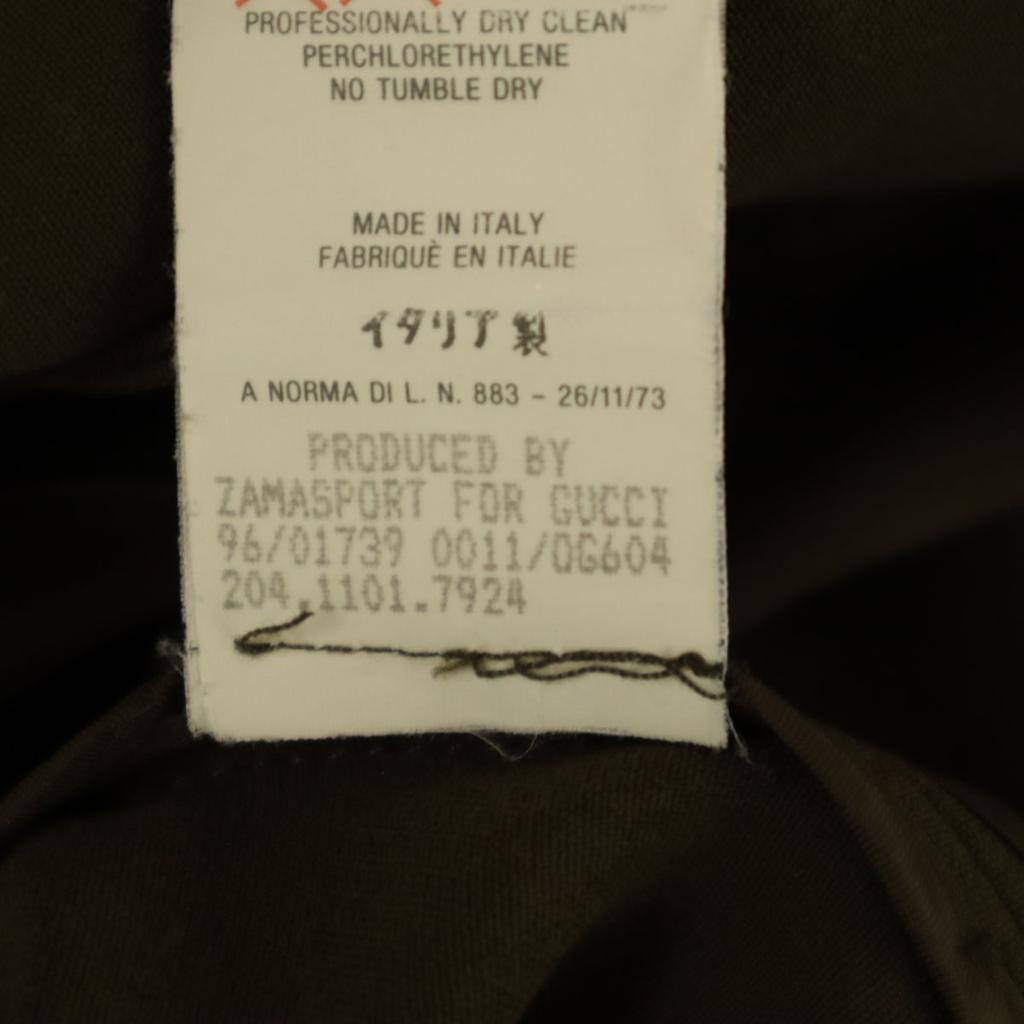 PROFESSIONALLY DRY CLEAN
PERCHLORETHYLENE
NO TUMBLE DRY
MADE IN ITALY
FABRIQUÈ EN ITALIE
イタリア製
A NORMA DI L. N. 883 - 26/11/73
PRODUCED BY
ZAMASPORT FOR GUCCI
96/01739 0011/QG604
204.1101.7924